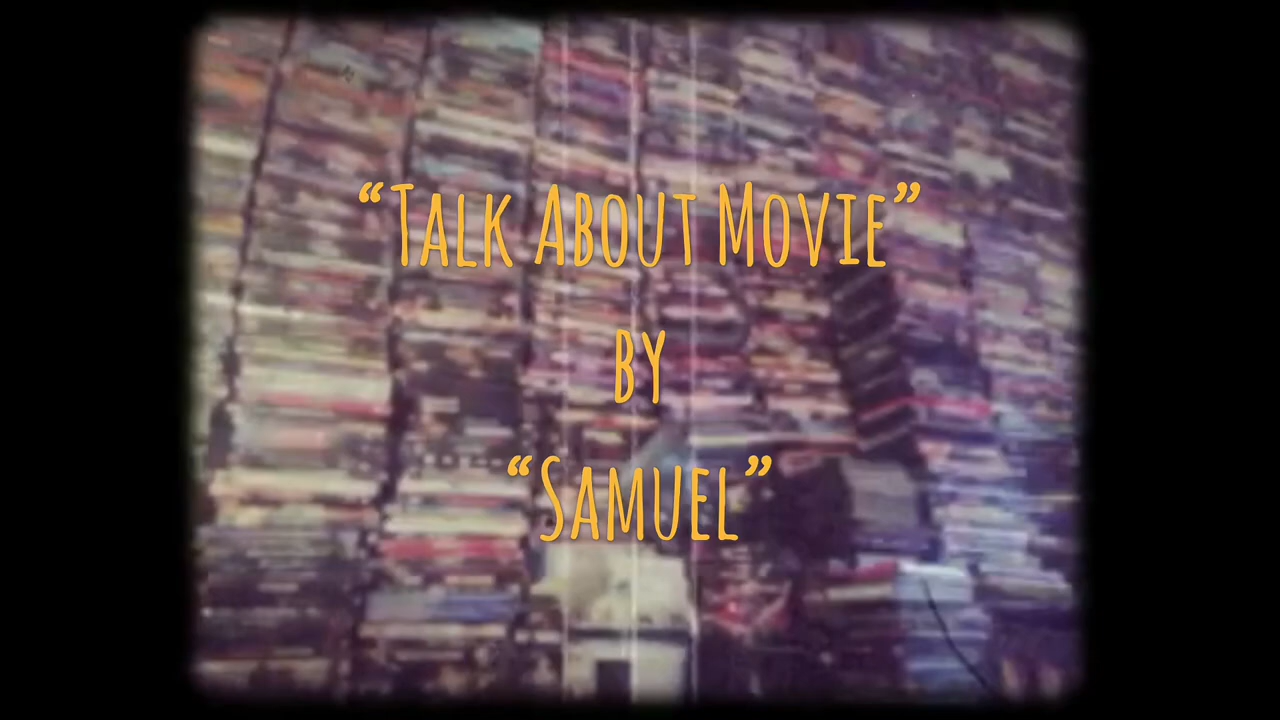 “Talk About Movie”
by
“Samuel”